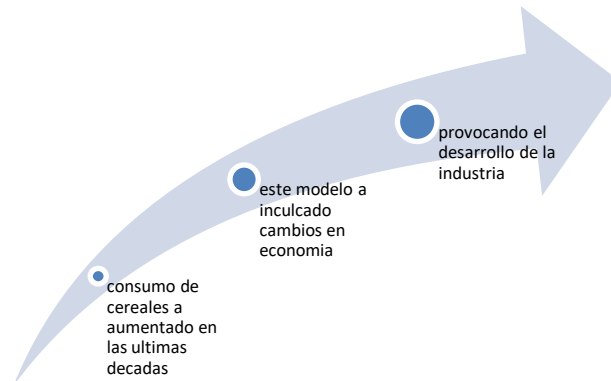 provocando el
desarrollo de la
industria
este modelo a
inculcado
cambios en
economia
consumo de
cereales a
aumentado en
las ultimas
decadas